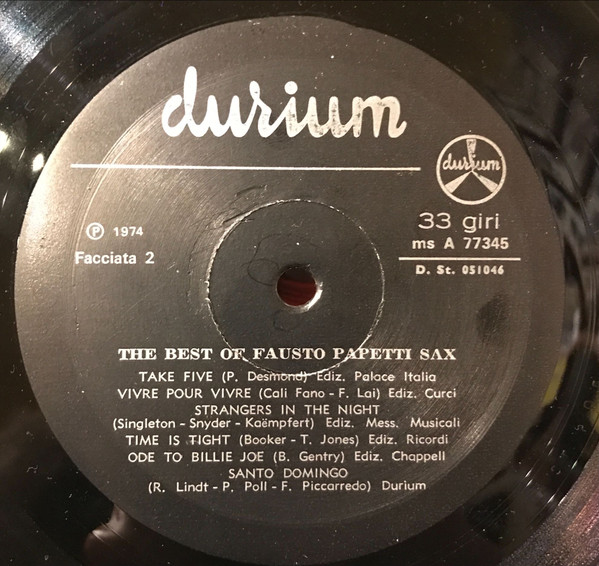 durium
durium
℗ 1974
Facciata 2
33 giri
ms A 77345
D. St. 051046
THE BEST OF FAUSTO PAPETTI SAX
TAKE FIVE (P. Desmond) Ediz. Palace Italia
VIVRE POUR VIVRE (Cali Fano - F. Lai) Ediz. Curci
STRANGERS IN THE NIGHT
(Singleton - Snyder - Kaëmpfert) Ediz. Mess. Musicali
TIME IS TIGHT (Booker - T. Jones) Ediz. Ricordi
ODE TO BILLIE JOE (B. Gentry) Ediz. Chappell
SANTO DOMINGO
(R. Lindt - P. Poll - F. Piccarredo) Durium